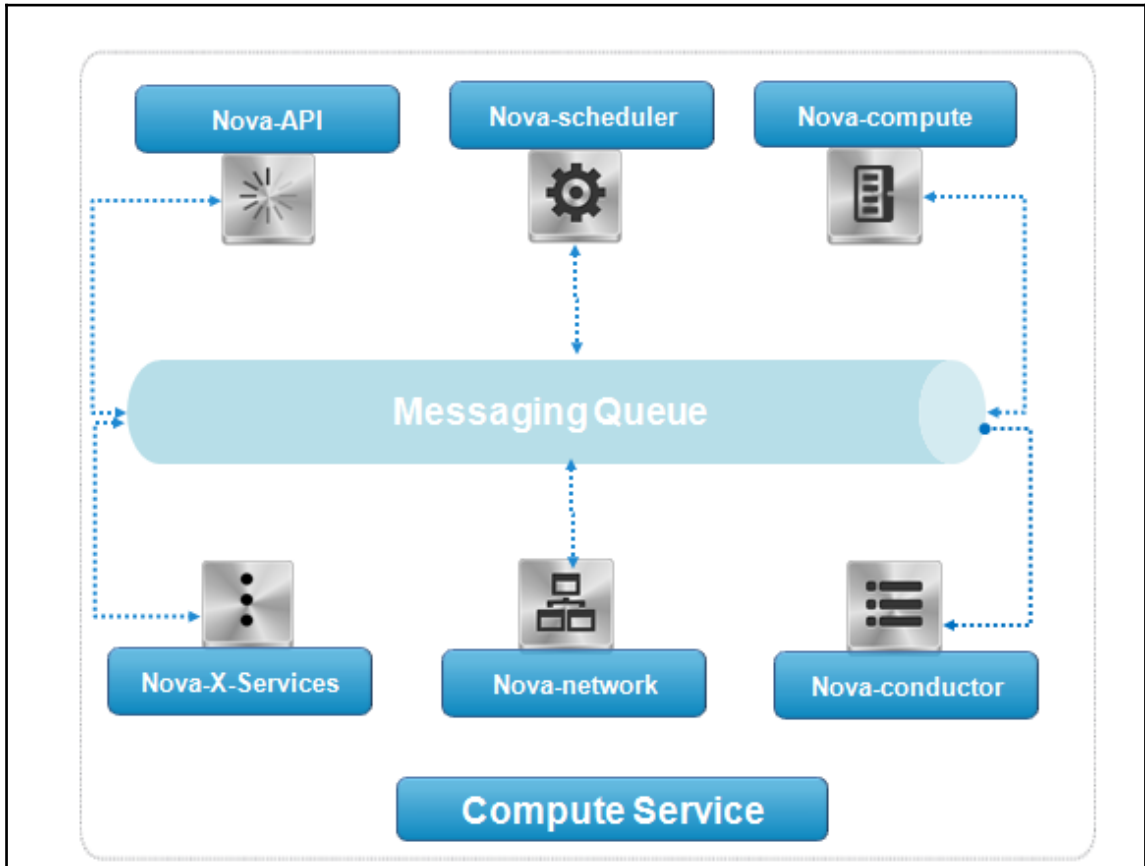 Nova-API
Nova-scheduler
Nova-compute
Messaging Queue
Nova-X-Services
Nova-network
Nova-conductor
Compute Service